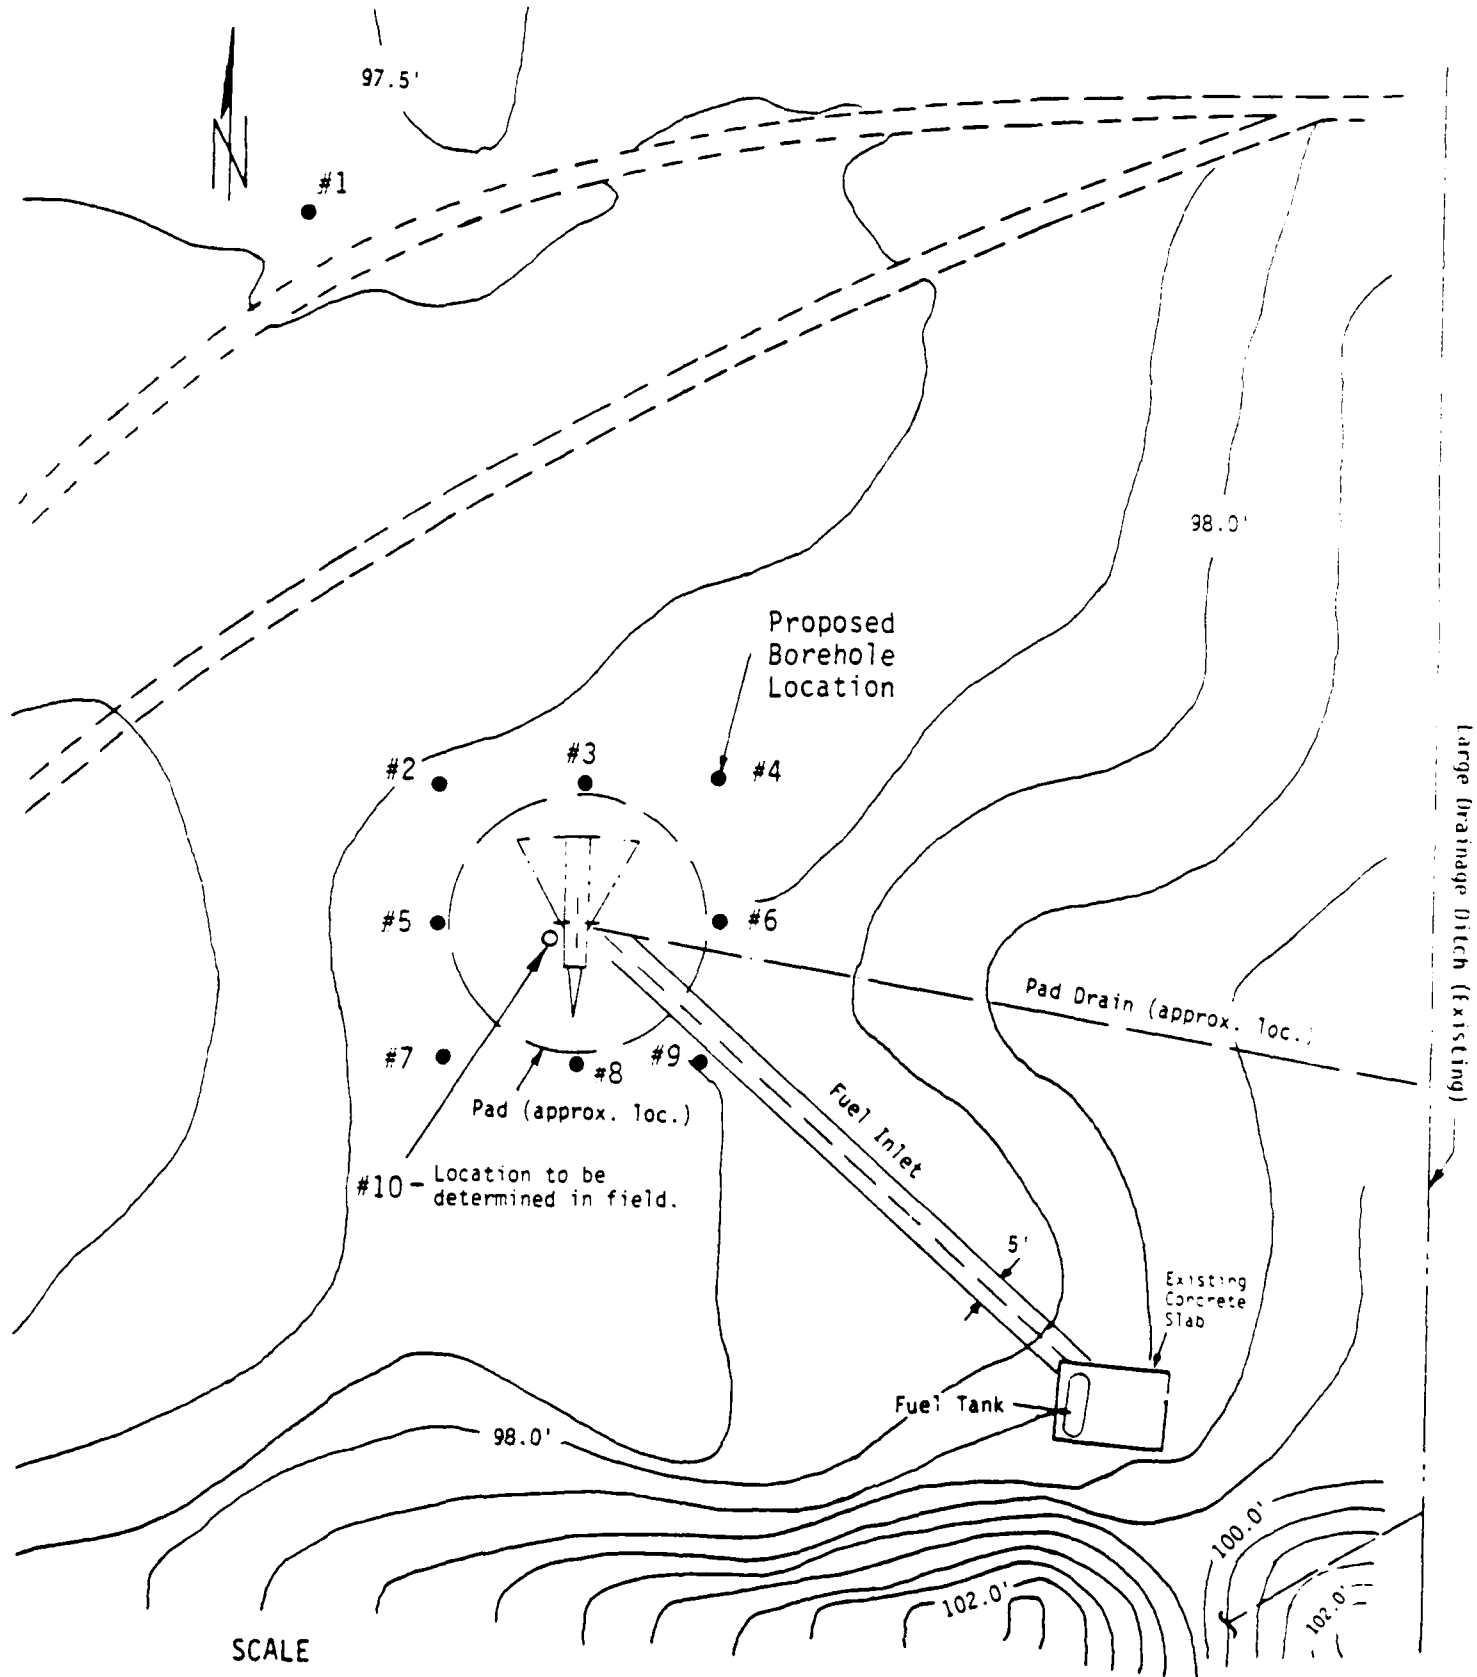 97.5'
N
#1
98.0'
Proposed
Borehole
Location
#2
#3
#4
#5
#6
Pad Drain (approx. loc.)
Large Drainage Ditch (Existing)
#7
#8
#9
Pad (approx. loc.)
Fuel Inlet
#10 - Location to be
determined in field.
5'
Existing
Concrete
Slab
Fuel Tank
98.0'
100.0'
102.0'
102.0'
SCALE